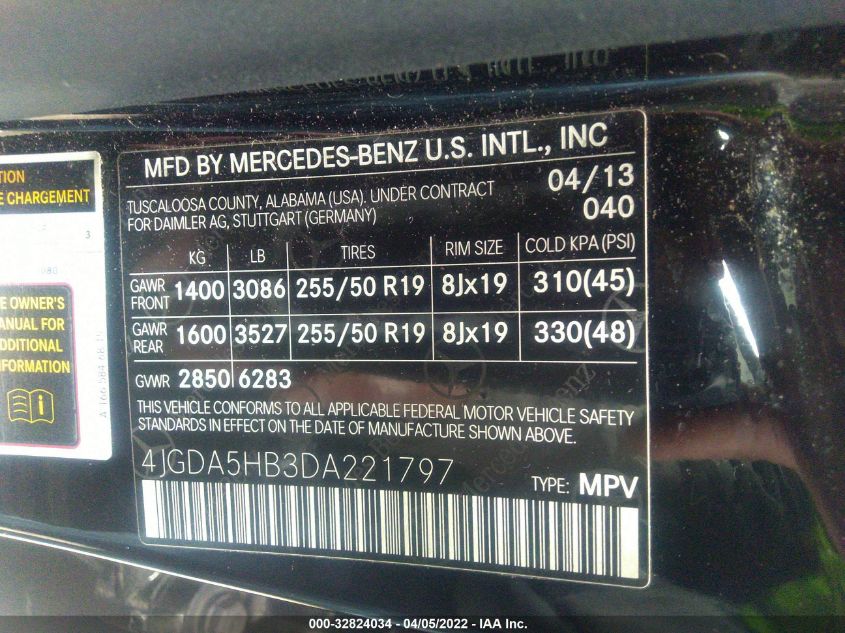 MFD BY MERCEDES-BENZ U.S. INTL., INC
TUSCALOOSA COUNTY, ALABAMA (USA). UNDER CONTRACT
FOR DAIMLER AG, STUTTGART (GERMANY)
04/13
040
KG LB TIRES RIM SIZE COLD KPA (PSI)
GAWR FRONT 1400 3086 255/50 R19 8Jx19 310(45)
GAWR REAR 1600 3527 255/50 R19 8Jx19 330(48)
GVWR 2850 6283
THIS VEHICLE CONFORMS TO ALL APPLICABLE FEDERAL MOTOR VEHICLE SAFETY
STANDARDS IN EFFECT ON THE DATE OF MANUFACTURE SHOWN ABOVE.
4JGDA5HB3DA221797
TYPE: MPV
CHARGEMENT
3
OWNER'S
FOR
000-32824034 - 04/05/2022 - IAA Inc.